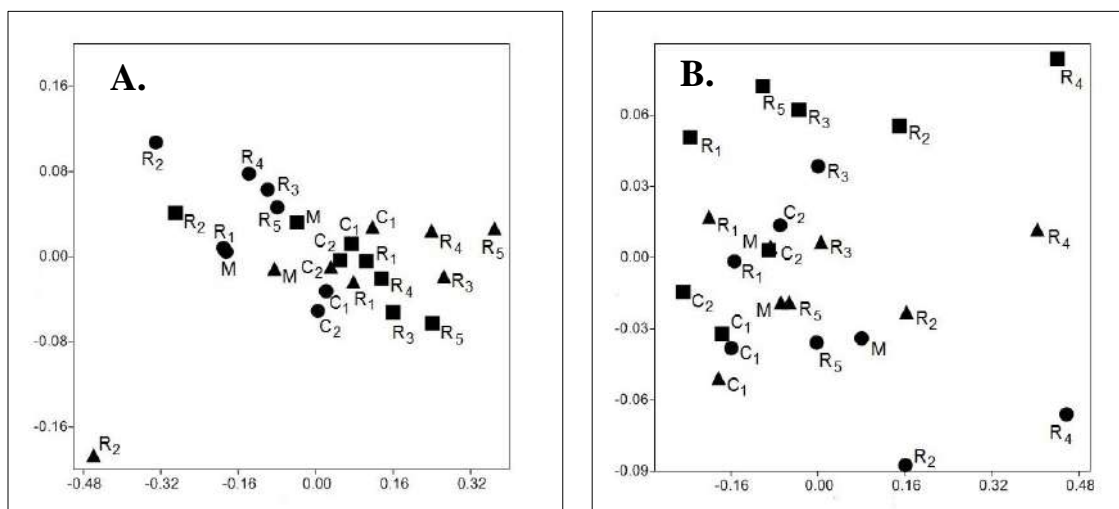 A.
0.16
0.08
0.00
-0.08
-0.16
-0.48
-0.32
-0.16
0.00
0.16
0.32
R2
R4
R3
R2
R5
M
C1
C1
R4
R5
R1
M
C2
R1
M
C2
R1
R4
R3
C1
C2
R3
R5
R2
B.
0.06
0.03
0.00
-0.03
-0.06
-0.09
-0.16
0.00
0.16
0.32
0.48
R4
R5
R3
R2
R1
R3
C2
R1
M
C2
R3
R4
R1
C2
M
R5
R2
C1
C1
R5
M
C1
R4
R2